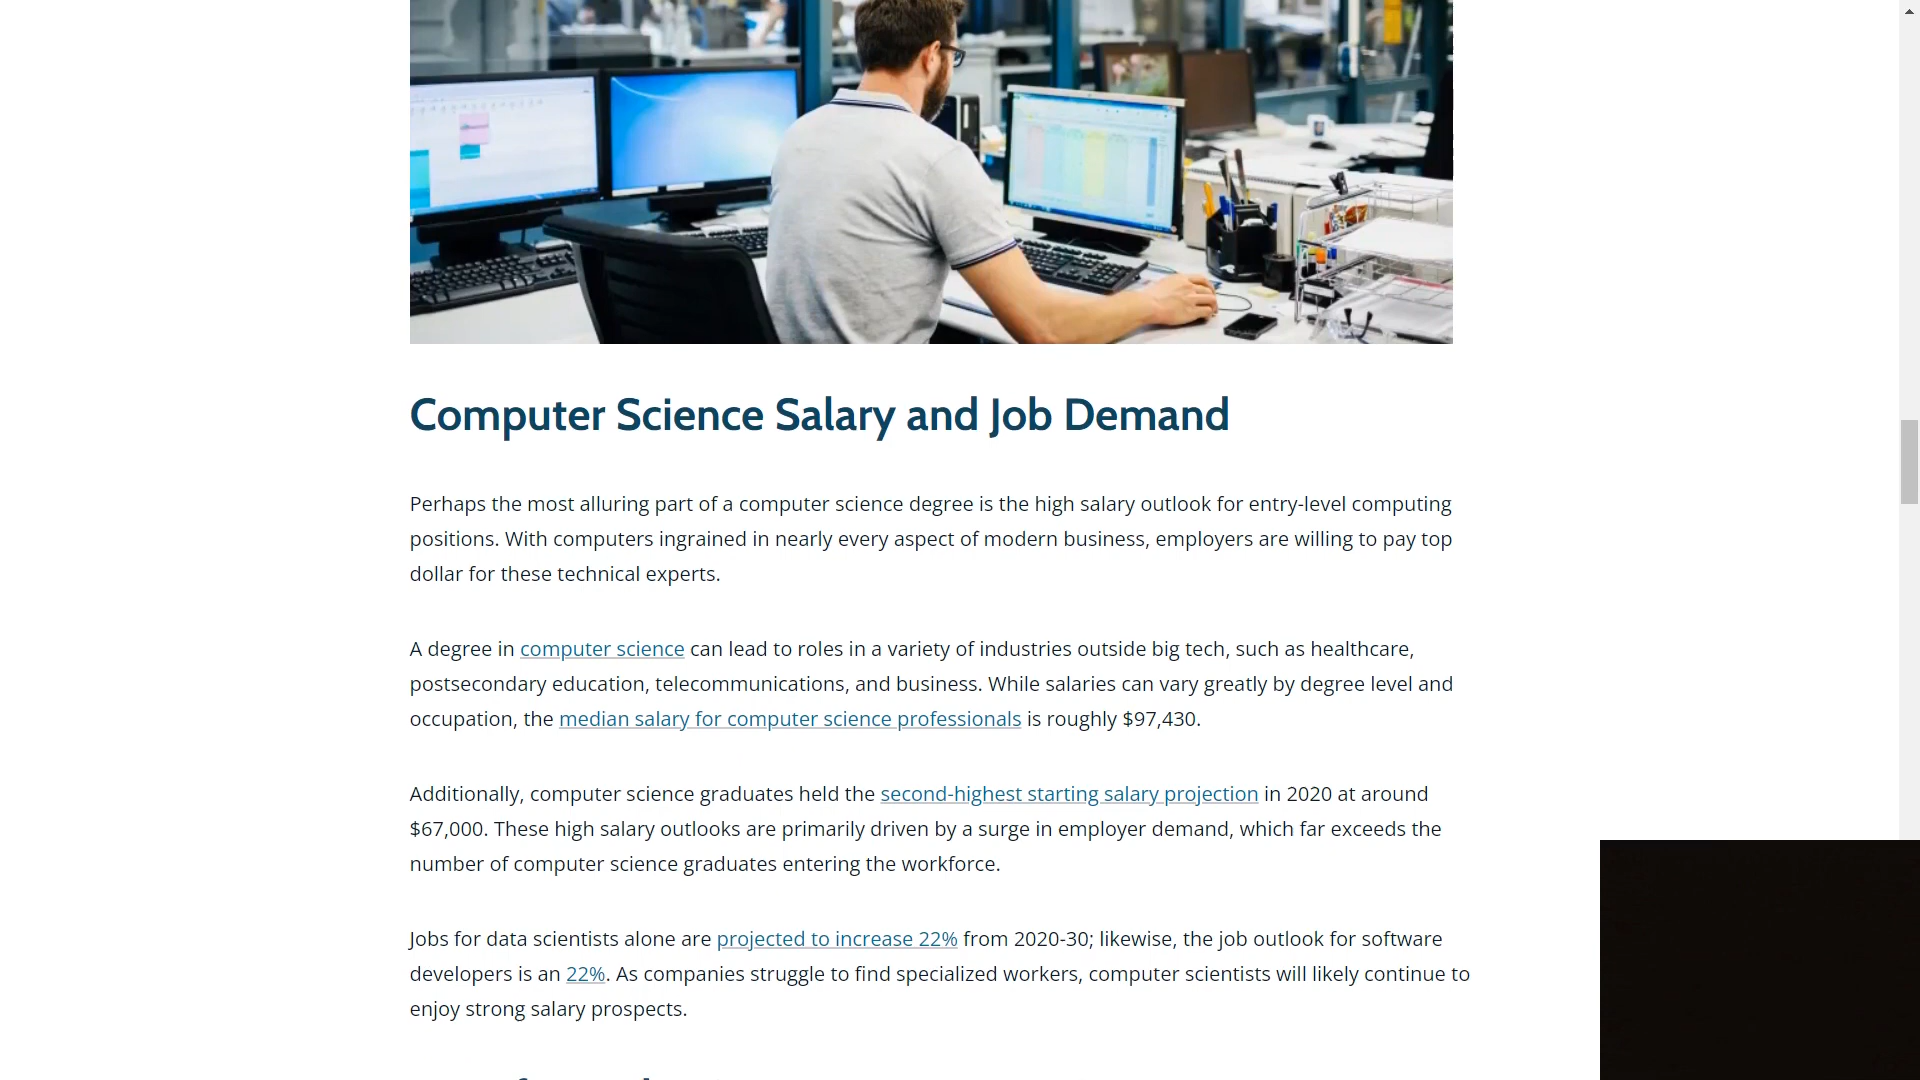 Computer Science Salary and Job Demand
Perhaps the most alluring part of a computer science degree is the high salary outlook for entry-level computing
positions. With computers ingrained in nearly every aspect of modern business, employers are willing to pay top
dollar for these technical experts.
A degree in computer science can lead to roles in a variety of industries outside big tech, such as healthcare,
postsecondary education, telecommunications, and business. While salaries can vary greatly by degree level and
occupation, the median salary for computer science professionals is roughly $97,430.
Additionally, computer science graduates held the second-highest starting salary projection in 2020 at around
$67,000. These high salary outlooks are primarily driven by a surge in employer demand, which far exceeds the
number of computer science graduates entering the workforce.
Jobs for data scientists alone are projected to increase 22% from 2020-30; likewise, the job outlook for software
developers is an 22%. As companies struggle to find specialized workers, computer scientists will likely continue to
enjoy strong salary prospects.